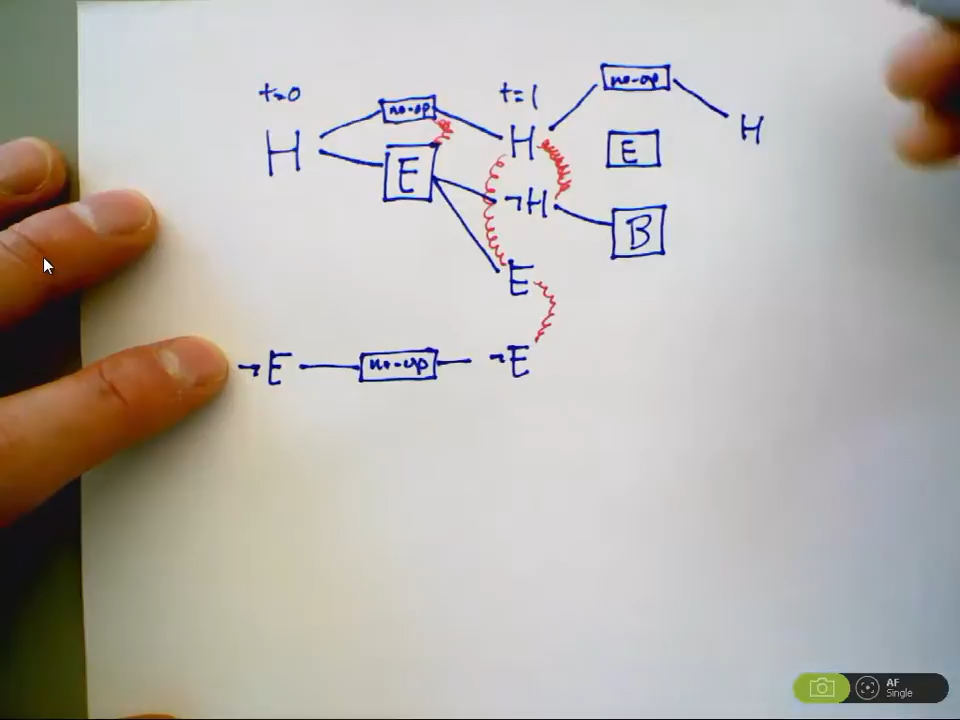 t=0 no-op t=1 no-op
H E H E H
¬H B
E
¬E no-op ¬E
AF
Single